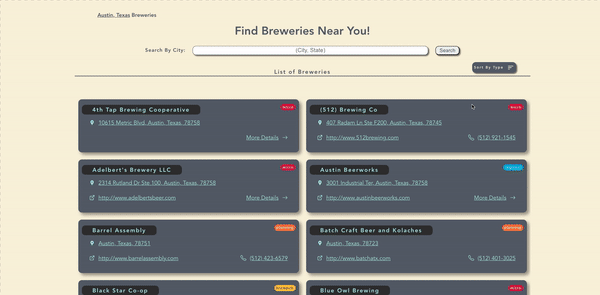 Austin, Texas Breweries
Find Breweries Near You!
Search By City:
(City, State)
Search
Sort By Type
List of Breweries
4th Tap Brewing Cooperative
micro
10615 Metric Blvd, Austin, Texas, 78758
More Details
(512) Brewing Co
micro
407 Radam Ln Ste F200, Austin, Texas, 78745
http://www.512brewing.com
(512) 921-1545
Adelbert's Brewery LLC
micro
2314 Rutland Dr Ste 100, Austin, Texas, 78758
http://www.adelbertsbeer.com
More Details
Austin Beerworks
3001 Industrial Ter, Austin, Texas, 78758
http://www.austinbeerworks.com
More Details
Barrel Assembly
planning
Austin, Texas, 78751
http://www.barrelassembly.com
(512) 423-6579
Batch Craft Beer and Kolaches
planning
Austin, Texas, 78723
http://www.batchatx.com
(512) 401-3025
Black Star Co-op
brewpub
Blue Owl Brewing
micro